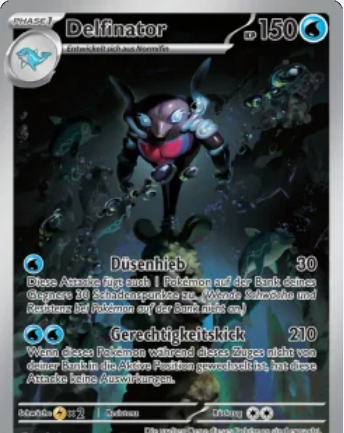 PHASE 1
Delfinator
KP 150
Entwickelt sich aus Normifin
Düsenhieb 30
Diese Attacke fügt auch 1 Pokémon auf der Bank deines
Gegners 30 Schadenspunkte zu. (Wende Schwäche und
Resistenz bei Pokémon auf der Bank nicht an.)
Gerechtigkeitskick 210
Wenn dieses Pokémon während dieses Zuges nicht von
deiner Bank in die Aktive Position gewechselt ist, hat diese
Attacke keine Auswirkungen.
Schwäche ×2 Resistenz Rückzug